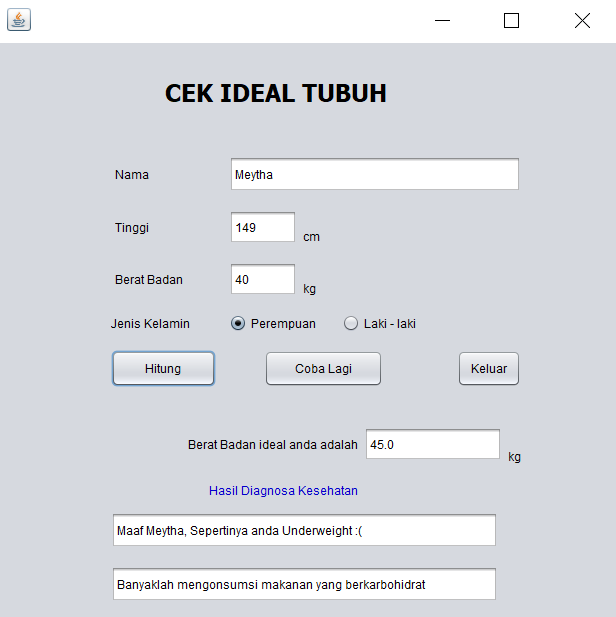 CEK IDEAL TUBUH
Nama Meytha
Tinggi 149 cm
Berat Badan 40 kg
Jenis Kelamin Perempuan Laki - laki
Hitung Coba Lagi Keluar
Berat Badan ideal anda adalah 45.0 kg
Hasil Diagnosa Kesehatan
Maaf Meytha, Sepertinya anda Underweight :(
Banyaklah mengonsumsi makanan yang berkarbohidrat